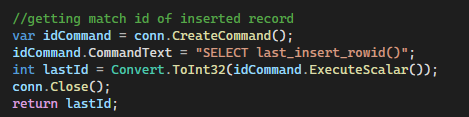 //getting match id of inserted record
var idCommand = conn.CreateCommand();
idCommand.CommandText = "SELECT last_insert_rowid()";
int lastId = Convert.ToInt32(idCommand.ExecuteScalar());
conn.Close();
return lastId;